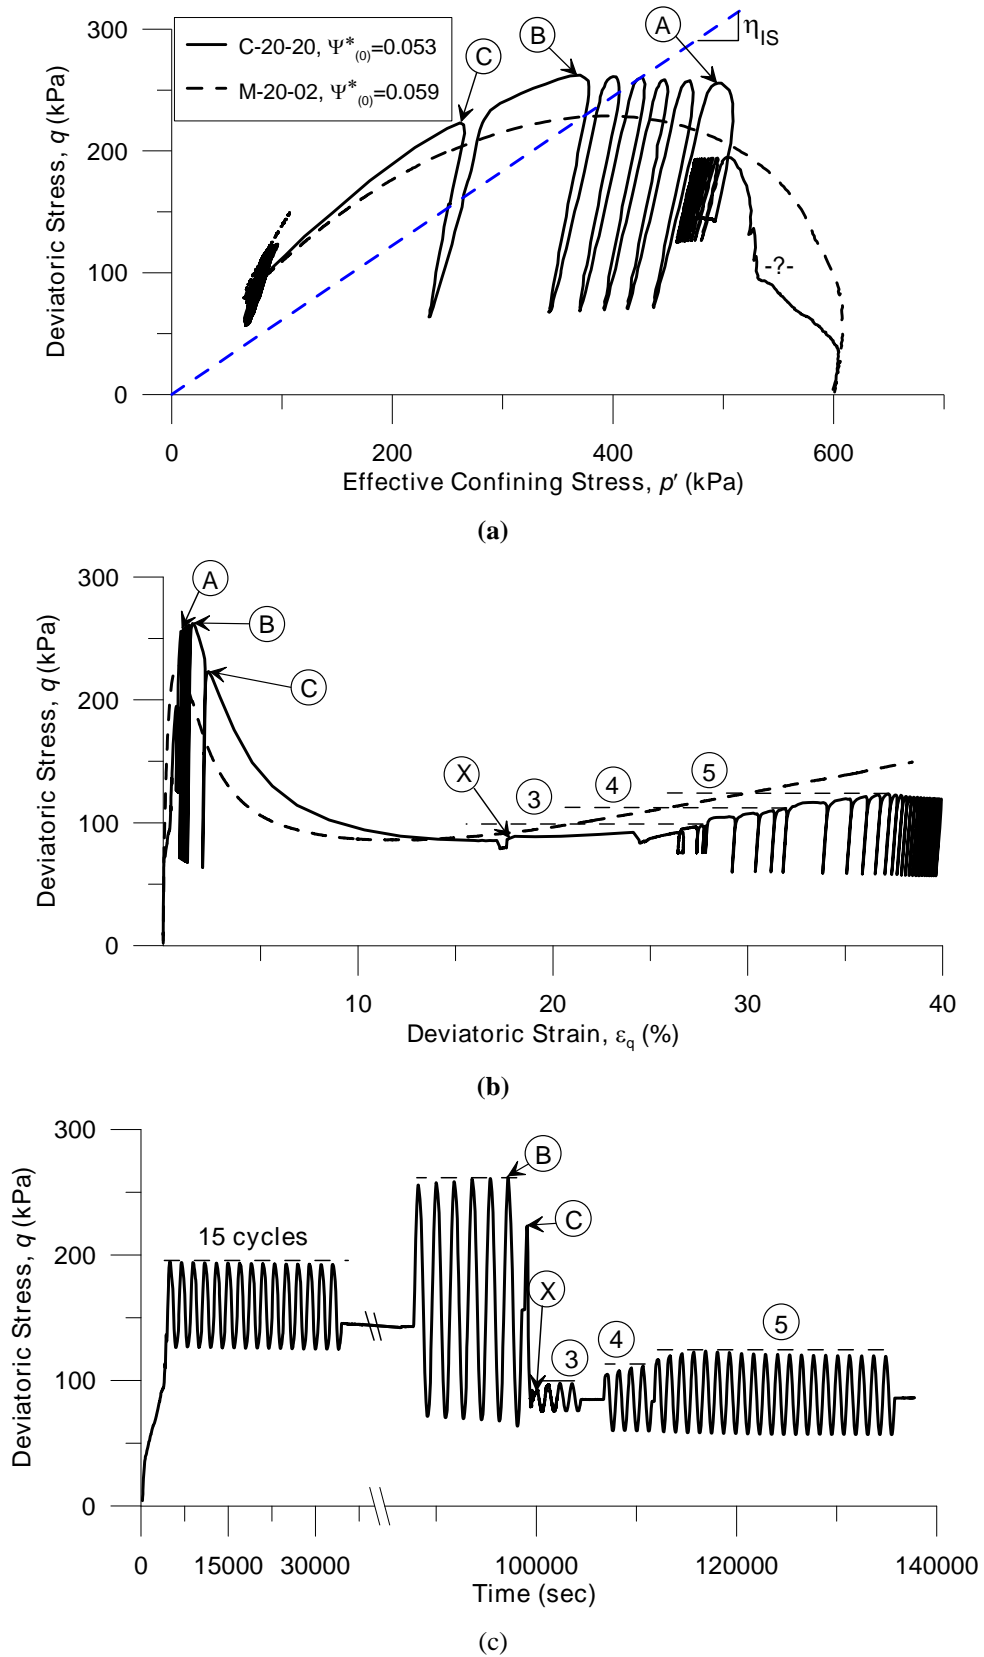 300
200
100
0
Deviatoric Stress, q (kPa)
C-20-20, Ψ*(0)=0.053
M-20-02, Ψ*(0)=0.059
C
B
A
ηIS
-?-
0
200
400
600
Effective Confining Stress, p' (kPa)
(a)
300
200
100
0
Deviatoric Stress, q (kPa)
A
B
C
X
3
4
5
10
20
30
40
Deviatoric Strain, εq (%)
(b)
300
200
100
0
Deviatoric Stress, q (kPa)
15 cycles
B
C
X
3
4
5
0
15000
30000
100000
120000
140000
Time (sec)
(c)